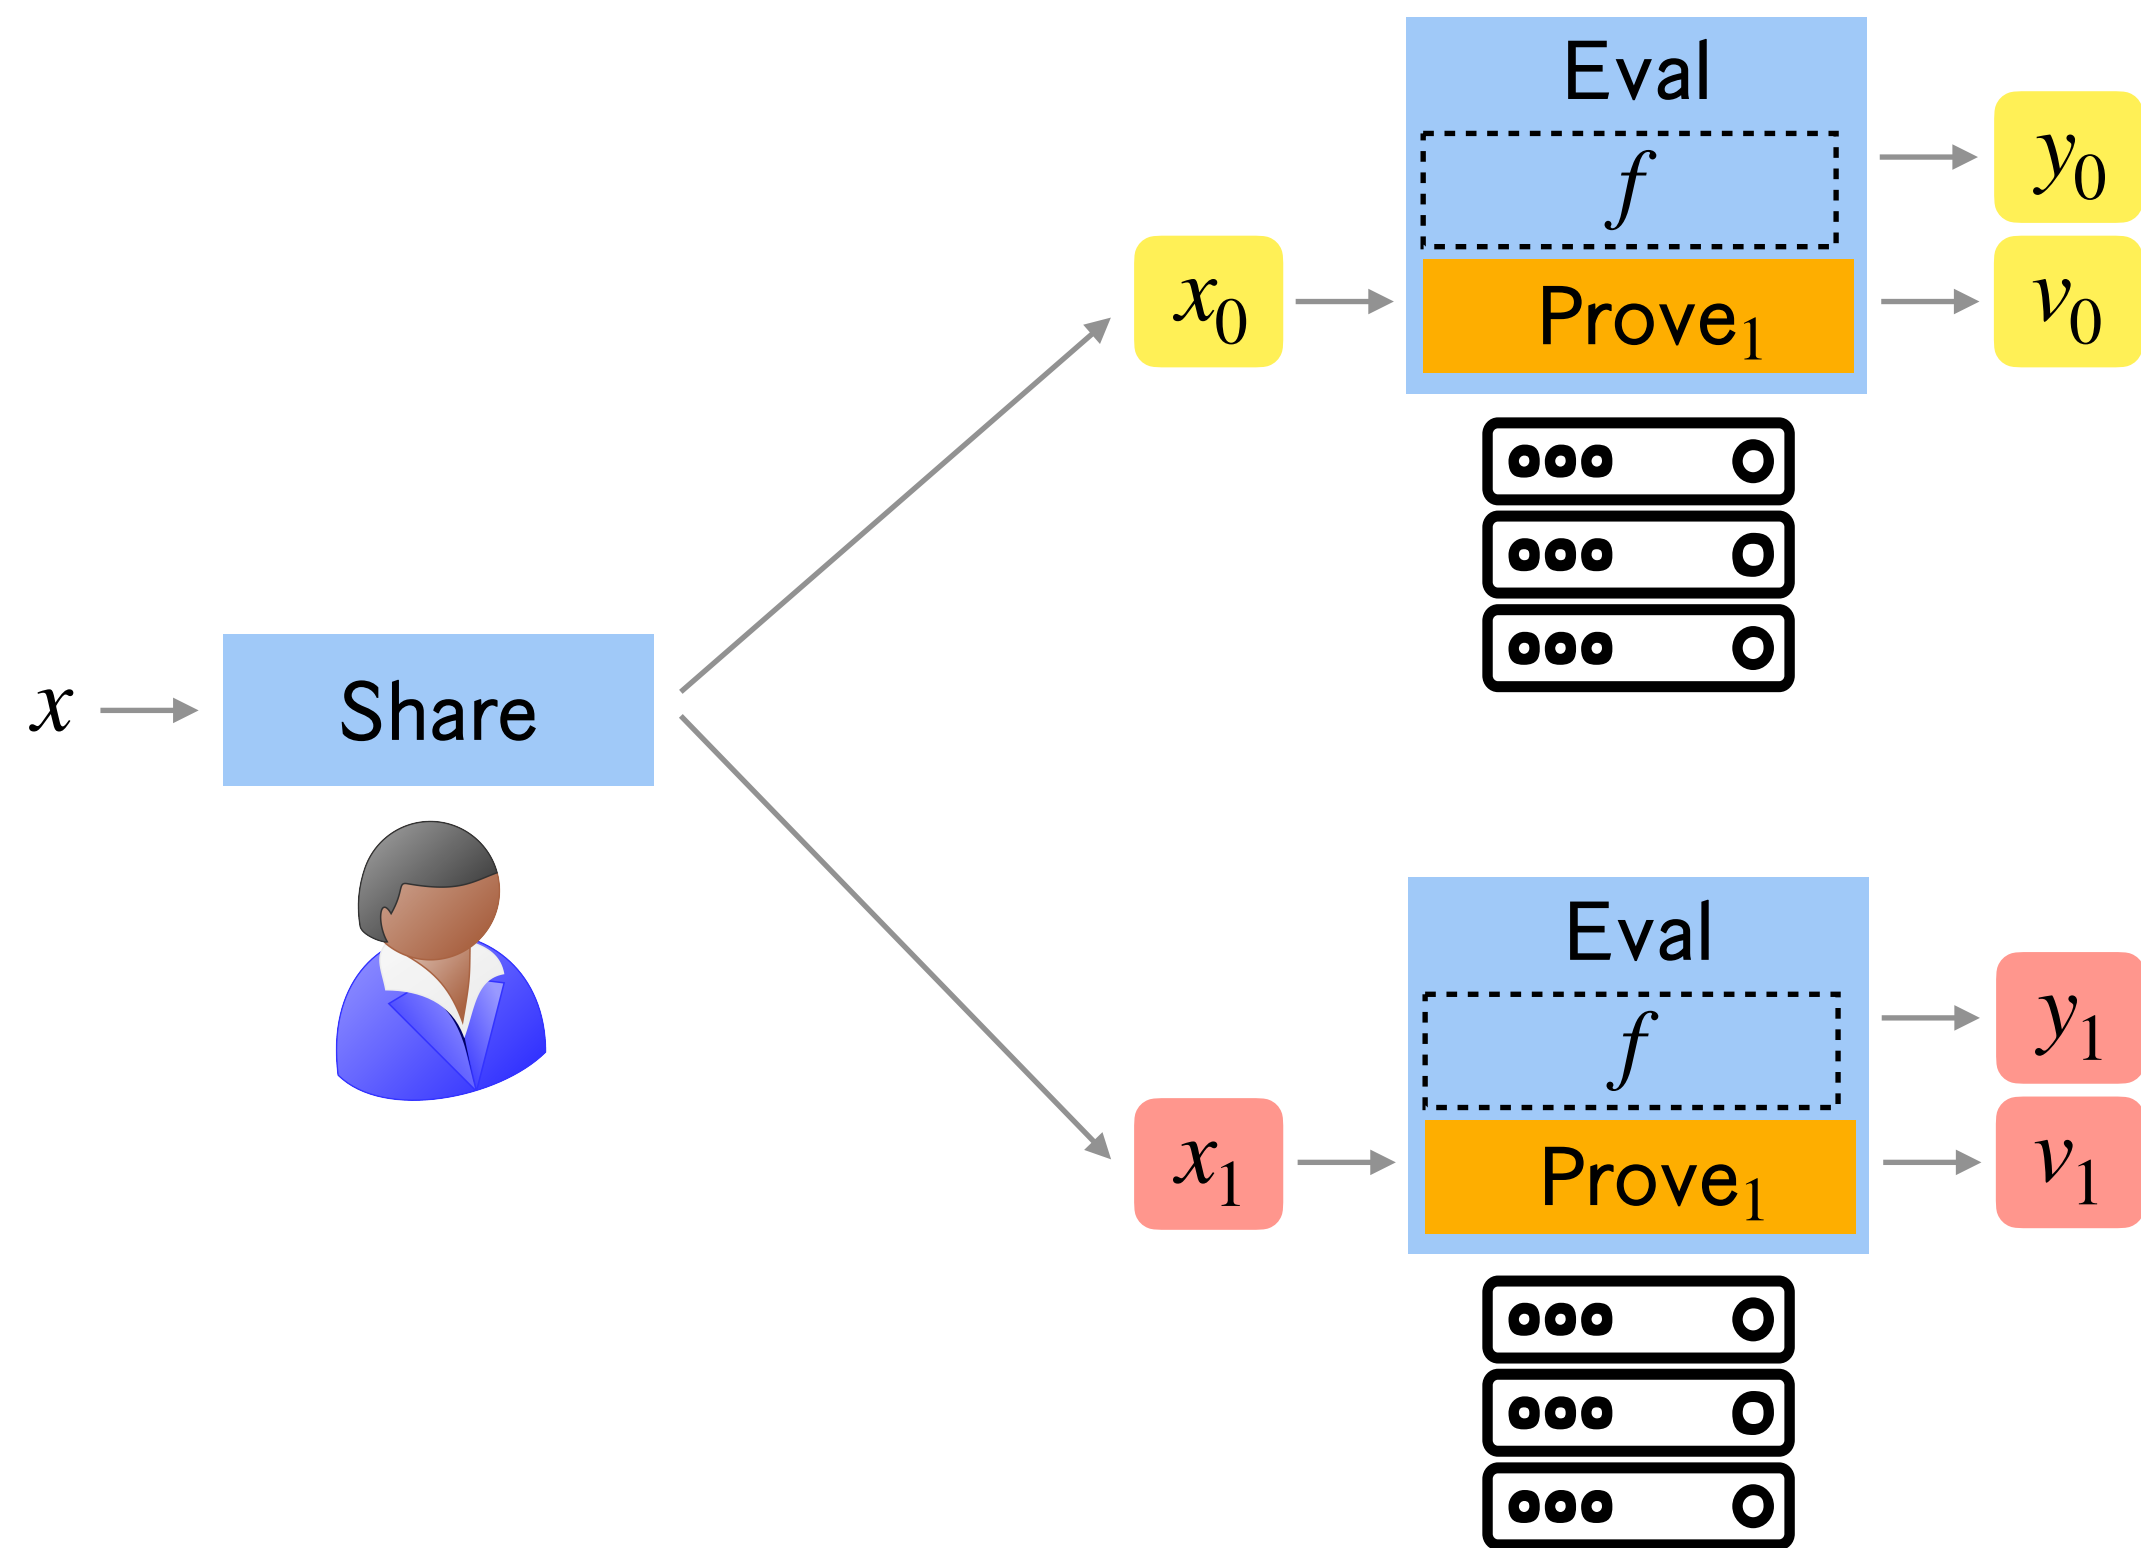 Eval
f
y₀
x₀
Prove₁
v₀
x
Share
Eval
f
y₁
x₁
Prove₁
v₁